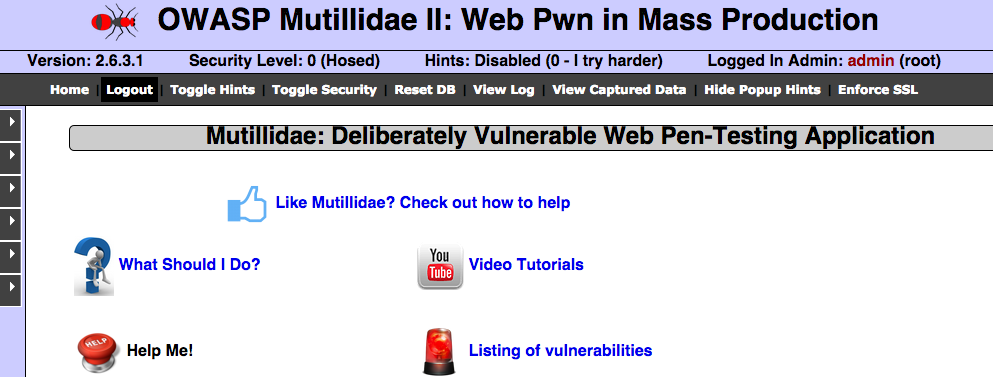 OWASP Mutillidae II: Web Pwn in Mass Production
Version: 2.6.3.1 Security Level: 0 (Hosed) Hints: Disabled (0 - I try harder) Logged In Admin: admin (root)
Home | Logout | Toggle Hints | Toggle Security | Reset DB | View Log | View Captured Data | Hide Popup Hints | Enforce SSL
Mutillidae: Deliberately Vulnerable Web Pen-Testing Application
Like Mutillidae? Check out how to help
What Should I Do?
You Tube
Video Tutorials
HELP
Help Me!
Listing of vulnerabilities